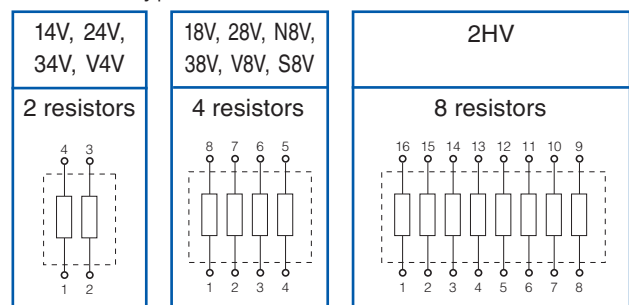 14V, 24V,
34V, V4V
2 resistors
4 3
1 2
18V, 28V, N8V,
38V, V8V, S8V
4 resistors
8 7 6 5
1 2 3 4
2HV
8 resistors
16 15 14 13 12 11 10 9
1 2 3 4 5 6 7 8